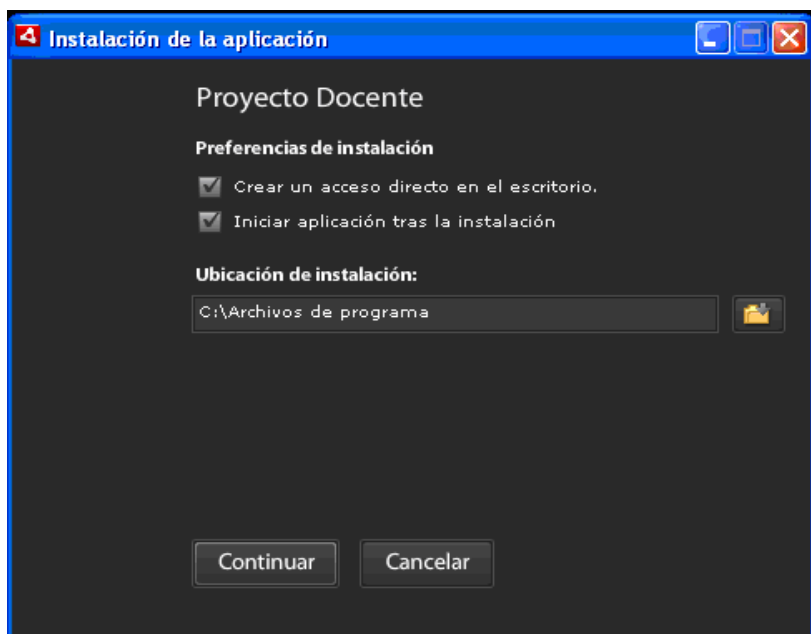 Instalación de la aplicación
Proyecto Docente
Preferencias de instalación
Crear un acceso directo en el escritorio.
Iniciar aplicación tras la instalación
Ubicación de instalación:
C:\Archivos de programa
Continuar
Cancelar